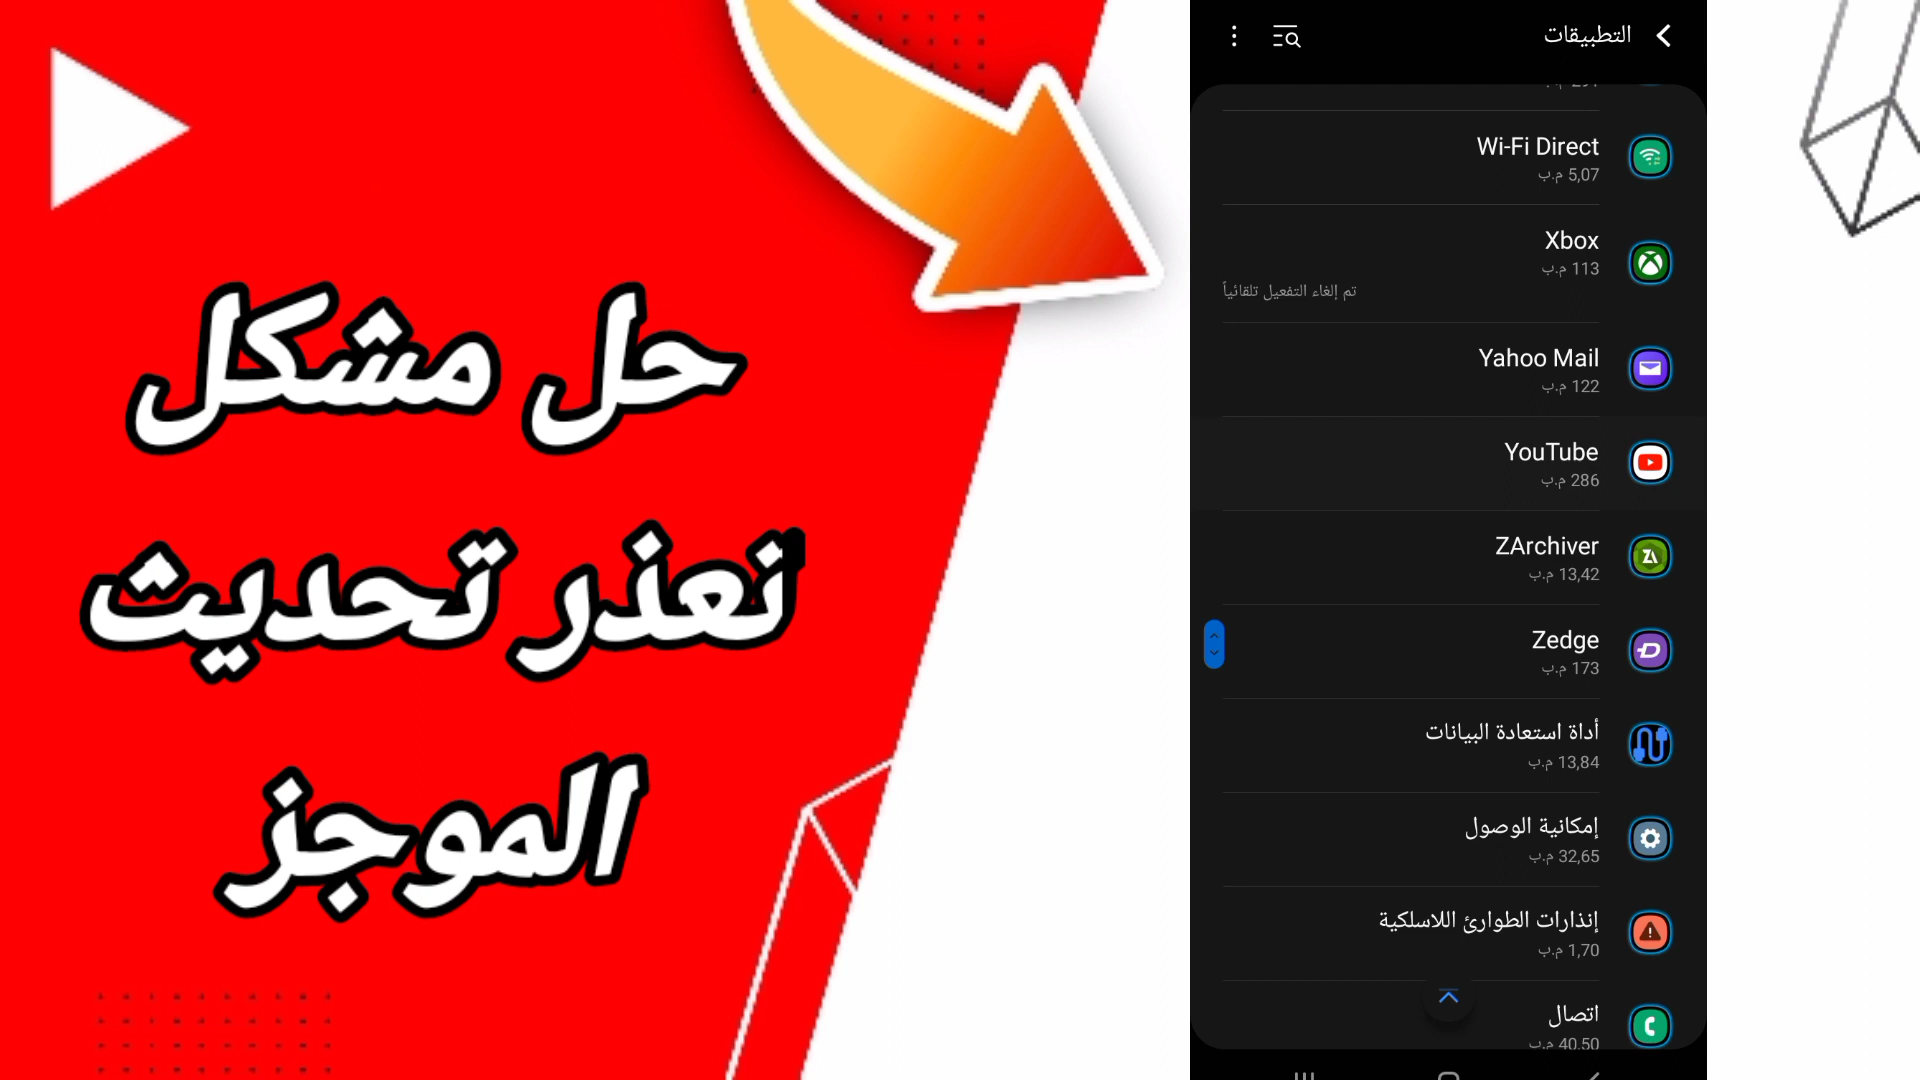 حل مشكل
نعذر تحديث
الموجز
التطبيقات
Wi-Fi Direct
5,07 م.ب
Xbox
113 م.ب
تم إلغاء التفعيل تلقائياً
Yahoo Mail
122 م.ب
YouTube
286 م.ب
ZArchiver
13,42 م.ب
Zedge
173 م.ب
أداة استعادة البيانات
13,84 م.ب
إمكانية الوصول
32,65 م.ب
إنذارات الطوارئ اللاسلكية
1,70 م.ب
اتصال
40,50 م.ب